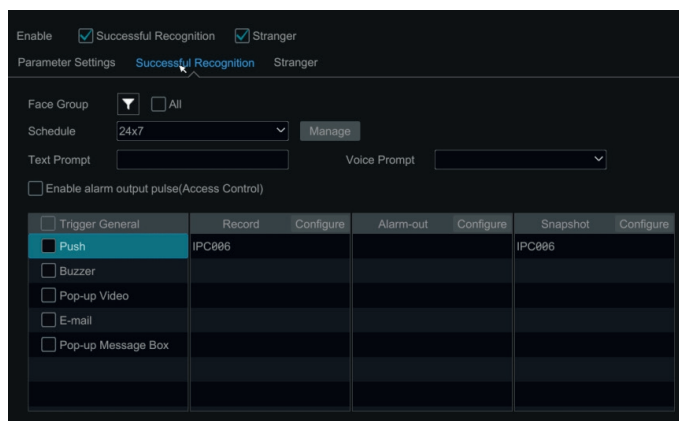 Enable Successful Recognition Stranger
Parameter Settings Successful Recognition Stranger
Face Group All
Schedule 24x7 Manage
Text Prompt Voice Prompt
Enable alarm output pulse(Access Control)
Trigger General Record Configure Alarm-out Configure Snapshot Configure
Push IPC006 IPC006
Buzzer
Pop-up Video
E-mail
Pop-up Message Box